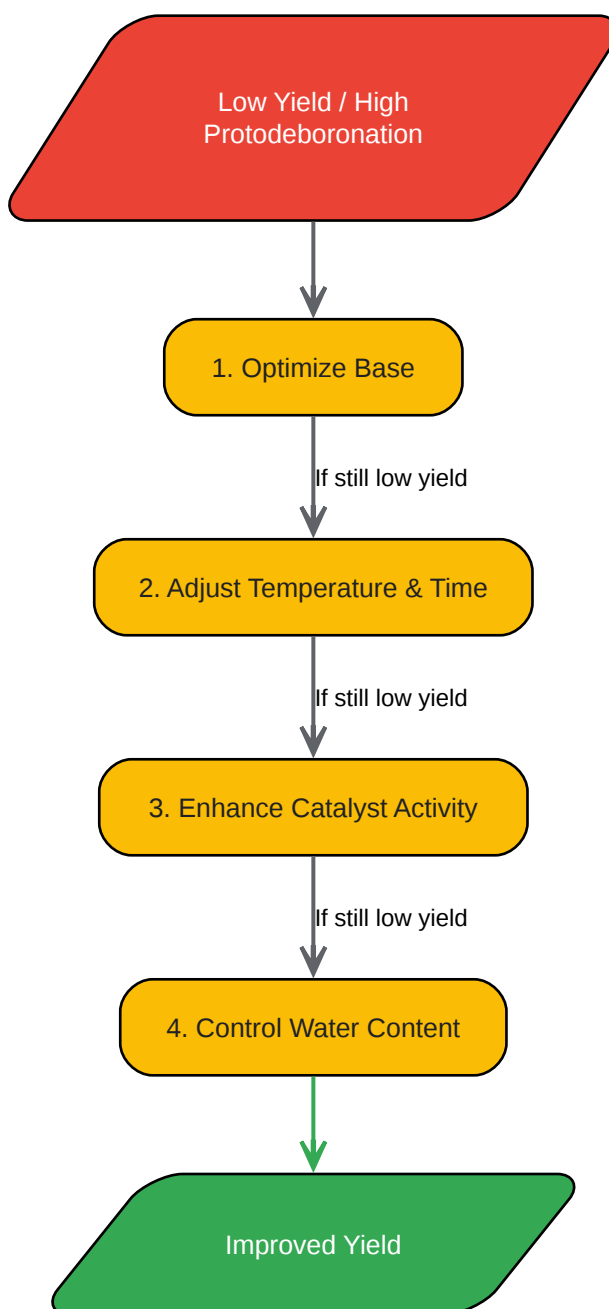 Low Yield / High
Protodeboronation
1. Optimize Base
If still low yield
2. Adjust Temperature & Time
If still low yield
3. Enhance Catalyst Activity
If still low yield
4. Control Water Content
Improved Yield